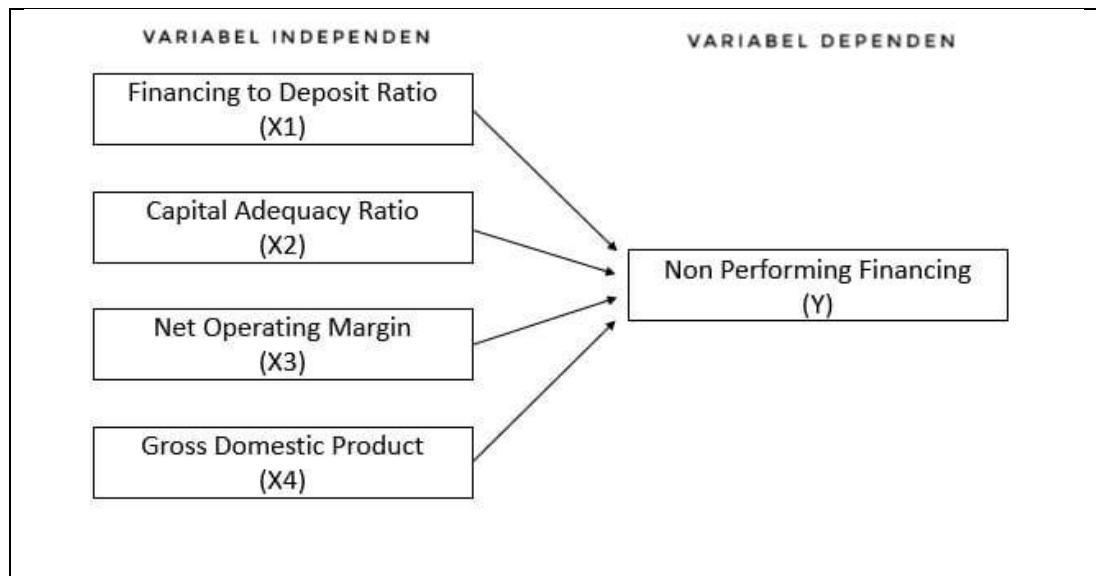 VARIABEL INDEPENDEN
VARIABEL DEPENDEN
Financing to Deposit Ratio
(X1)
Capital Adequacy Ratio
(X2)
Net Operating Margin
(X3)
Gross Domestic Product
(X4)
Non Performing Financing
(Y)